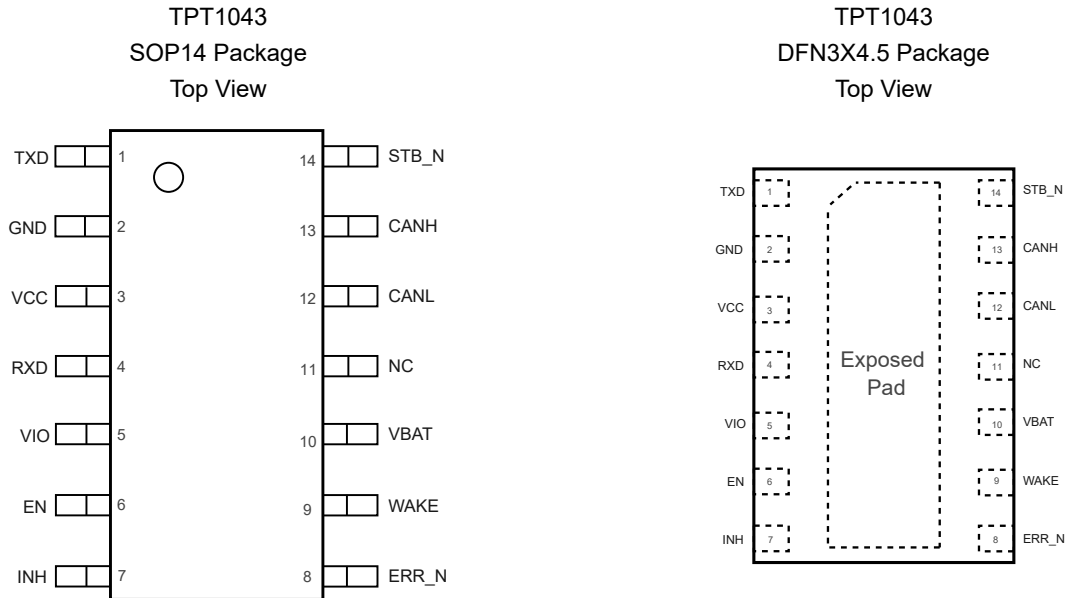 TPT1043
SOP14 Package
Top View
TXD 1 14 STB_N
GND 2 13 CANH
VCC 3 12 CANL
RXD 4 11 NC
VIO 5 10 VBAT
EN 6 9 WAKE
INH 7 8 ERR_N
TPT1043
DFN3X4.5 Package
Top View
TXD 1 14 STB_N
GND 2 13 CANH
VCC 3 12 CANL
RXD 4 11 NC
VIO 5 10 VBAT
EN 6 9 WAKE
INH 7 8 ERR_N
Exposed
Pad